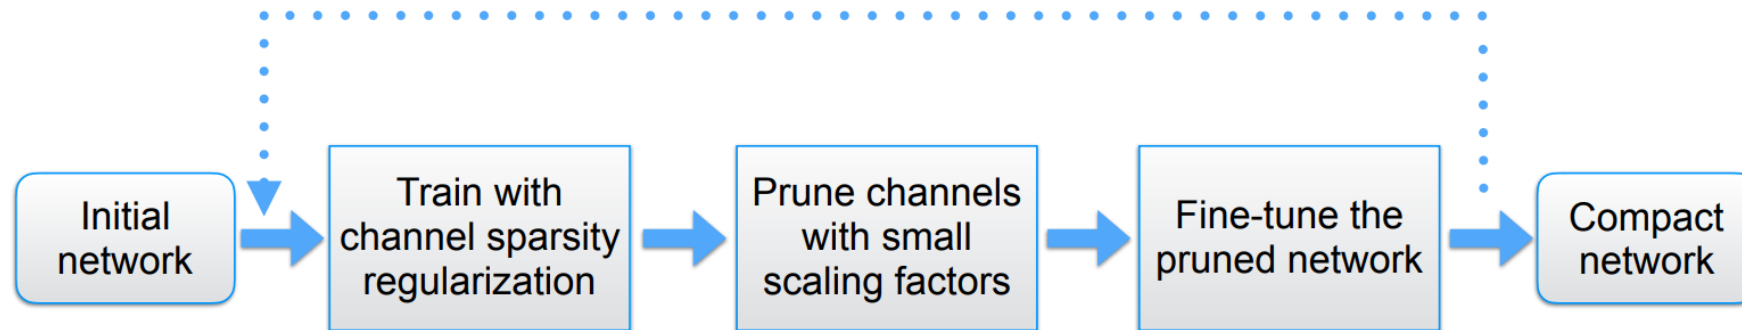 Initial
network
Train with
channel sparsity
regularization
Prune channels
with small
scaling factors
Fine-tune the
pruned network
Compact
network